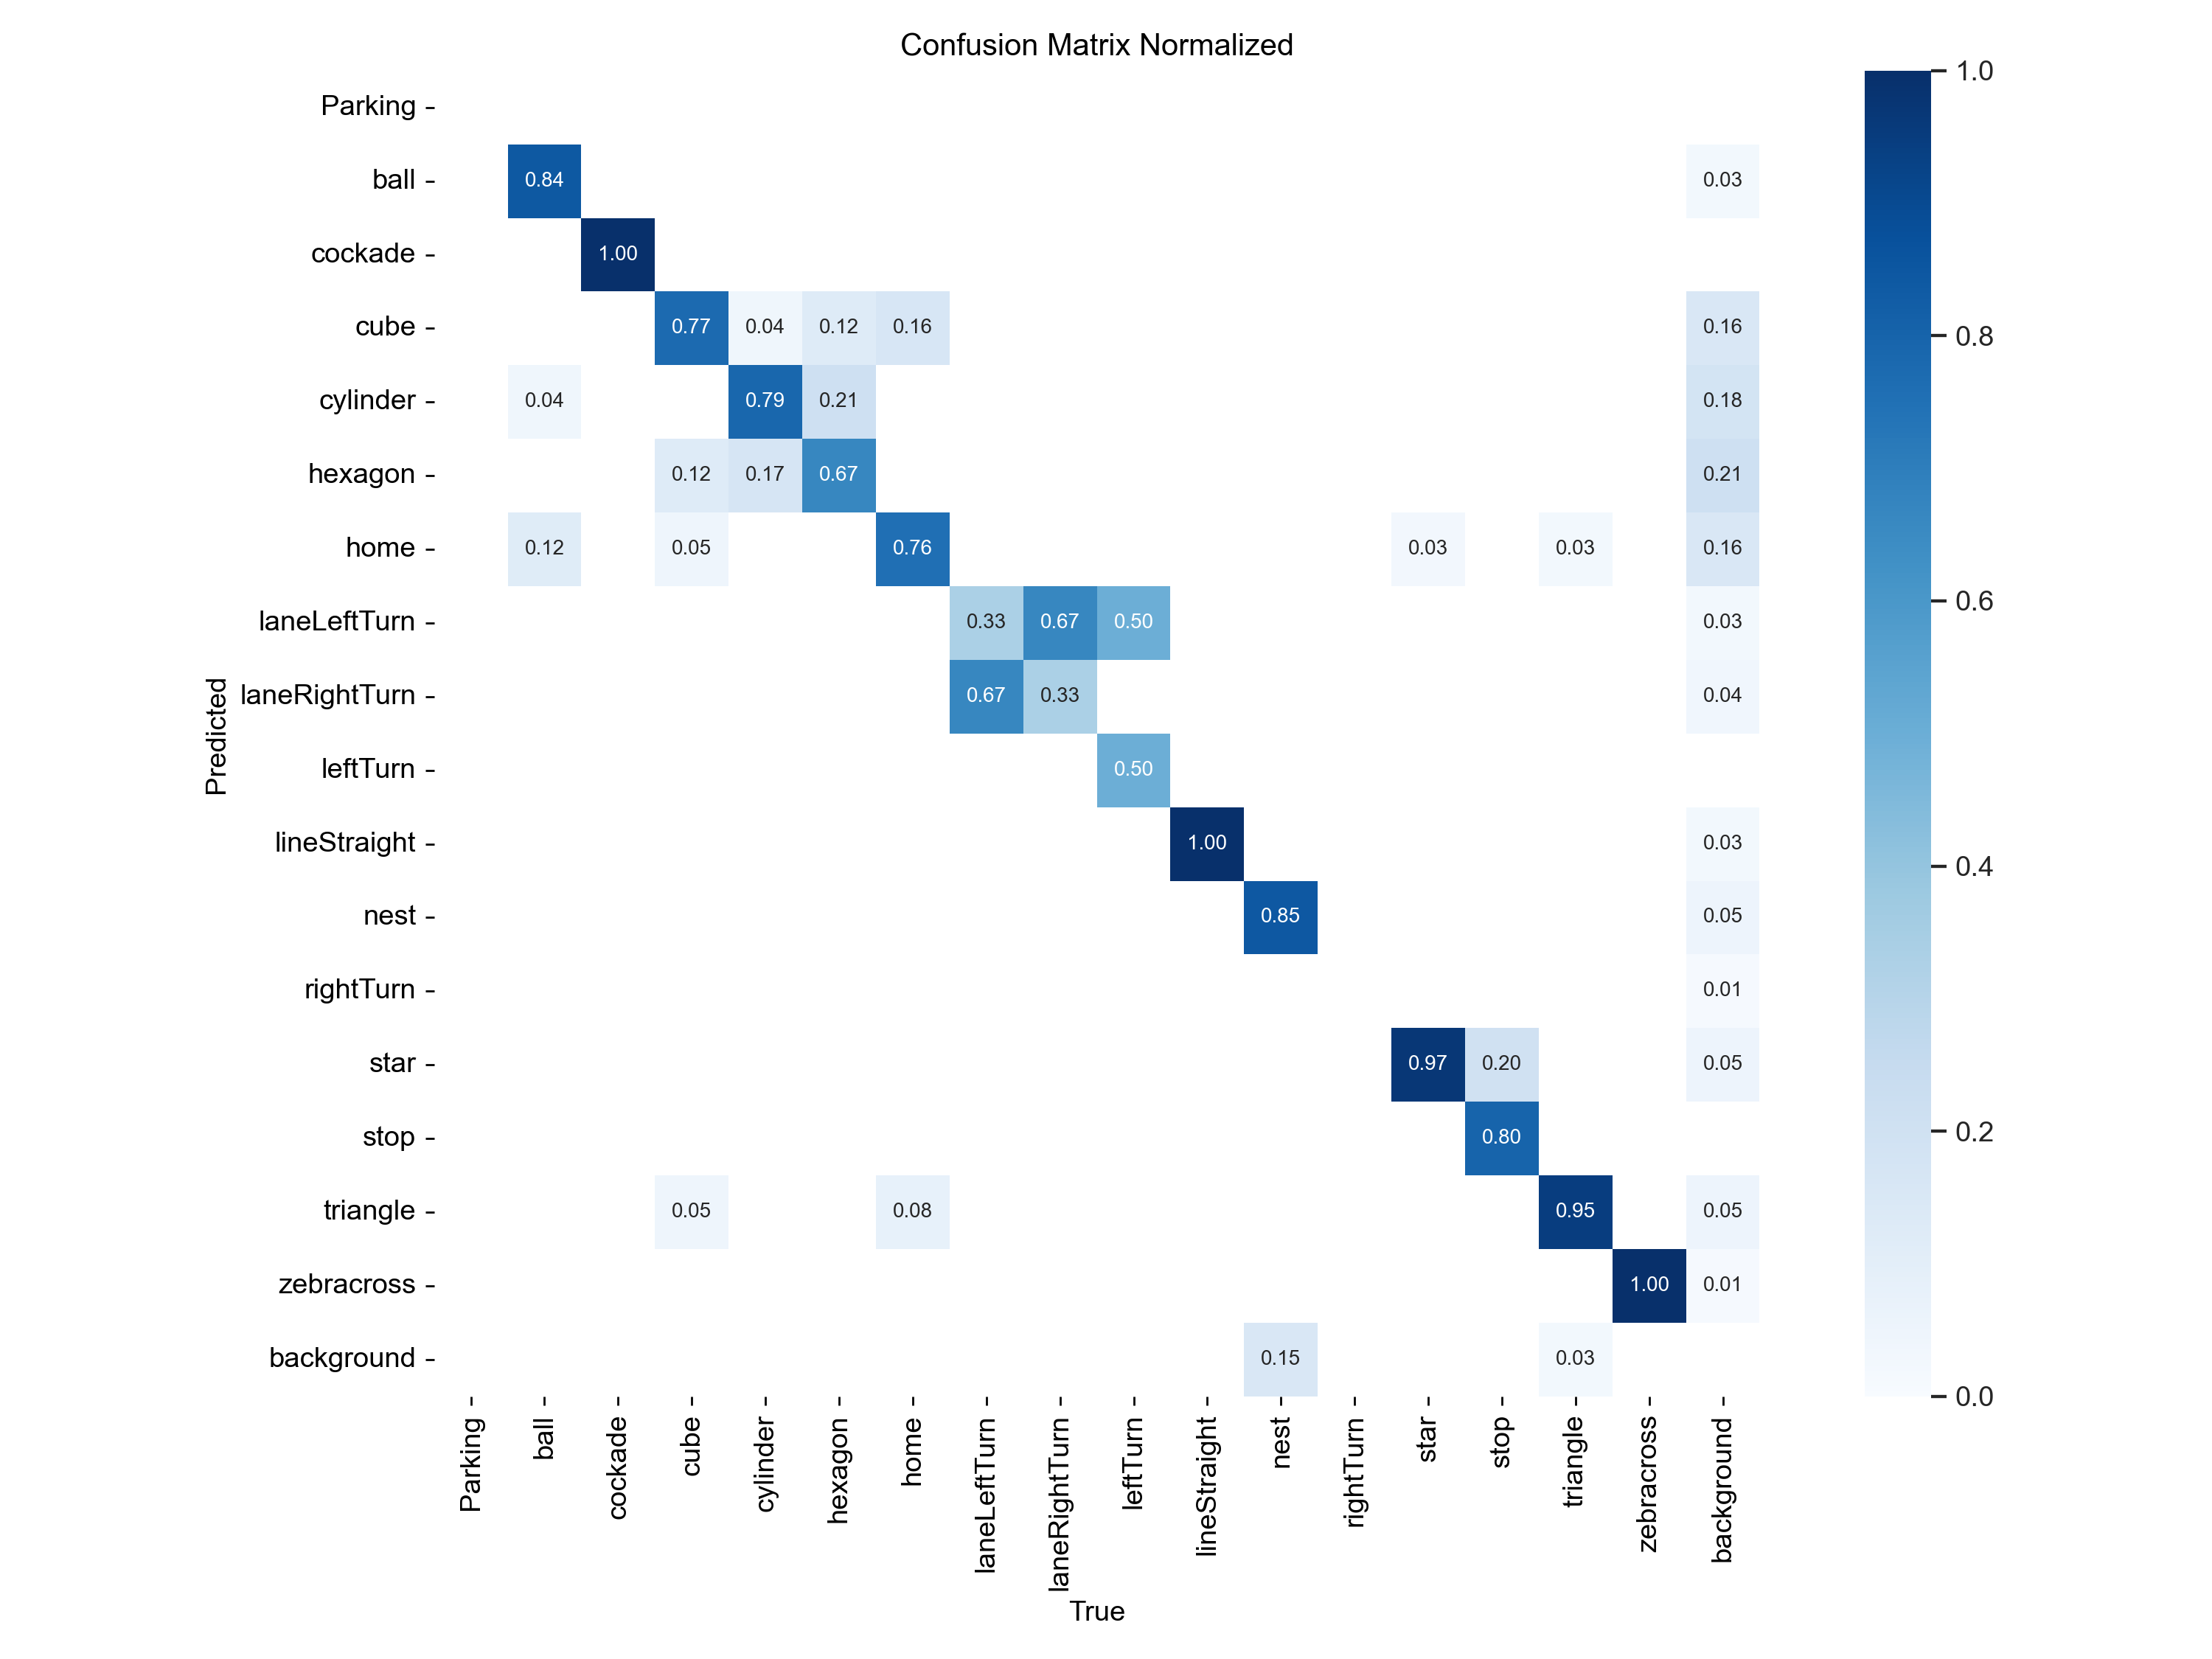 Confusion Matrix Normalized
Parking
ball 0.84 0.03
cockade 1.00
cube 0.77 0.04 0.12 0.16 0.16
cylinder 0.04 0.79 0.21 0.18
hexagon 0.12 0.17 0.67 0.21
home 0.12 0.05 0.76 0.03 0.03 0.16
laneLeftTurn 0.33 0.67 0.50 0.03
laneRightTurn 0.67 0.33 0.04
leftTurn 0.50
lineStraight 1.00 0.03
nest 0.85 0.05
rightTurn 0.01
star 0.97 0.20 0.05
stop 0.80
triangle 0.05 0.08 0.95 0.05
zebracross 1.00 0.01
background 0.15 0.03
Predicted
Parking
ball
cockade
cube
cylinder
hexagon
home
laneLeftTurn
laneRightTurn
leftTurn
lineStraight
nest
rightTurn
star
stop
triangle
zebracross
background
True
1.0
0.8
0.6
0.4
0.2
0.0